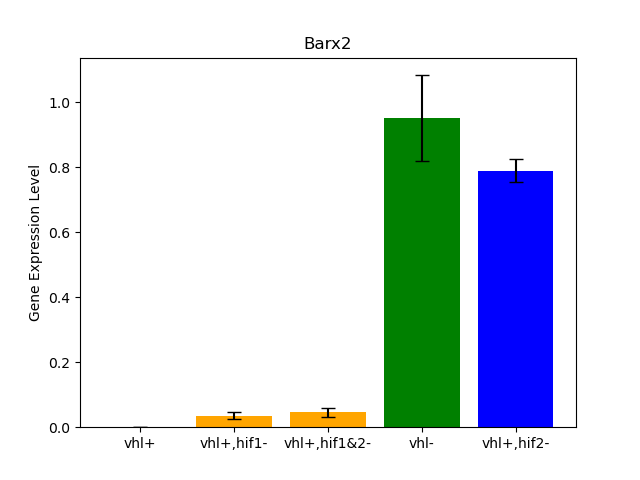 Barx2
Gene Expression Level
1.0
0.8
0.6
0.4
0.2
0.0
vhl+
vhl+,hif1-
vhl+,hif1&2-
vhl-
vhl+,hif2-